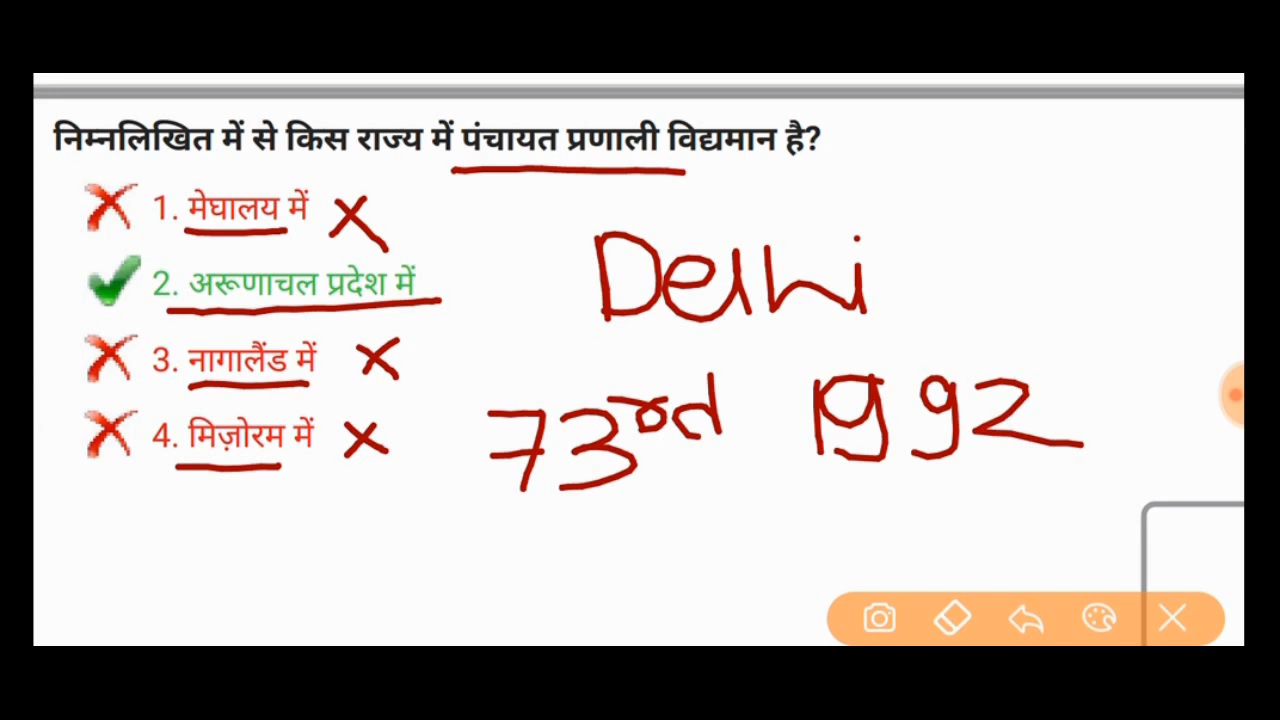 निम्नलिखित में से किस राज्य में पंचायत प्रणाली विद्यमान है?
1. मेघालय में
2. अरूणाचल प्रदेश में
3. नागालैंड में
4. मिज़ोरम में
Delhi
73rd 1992